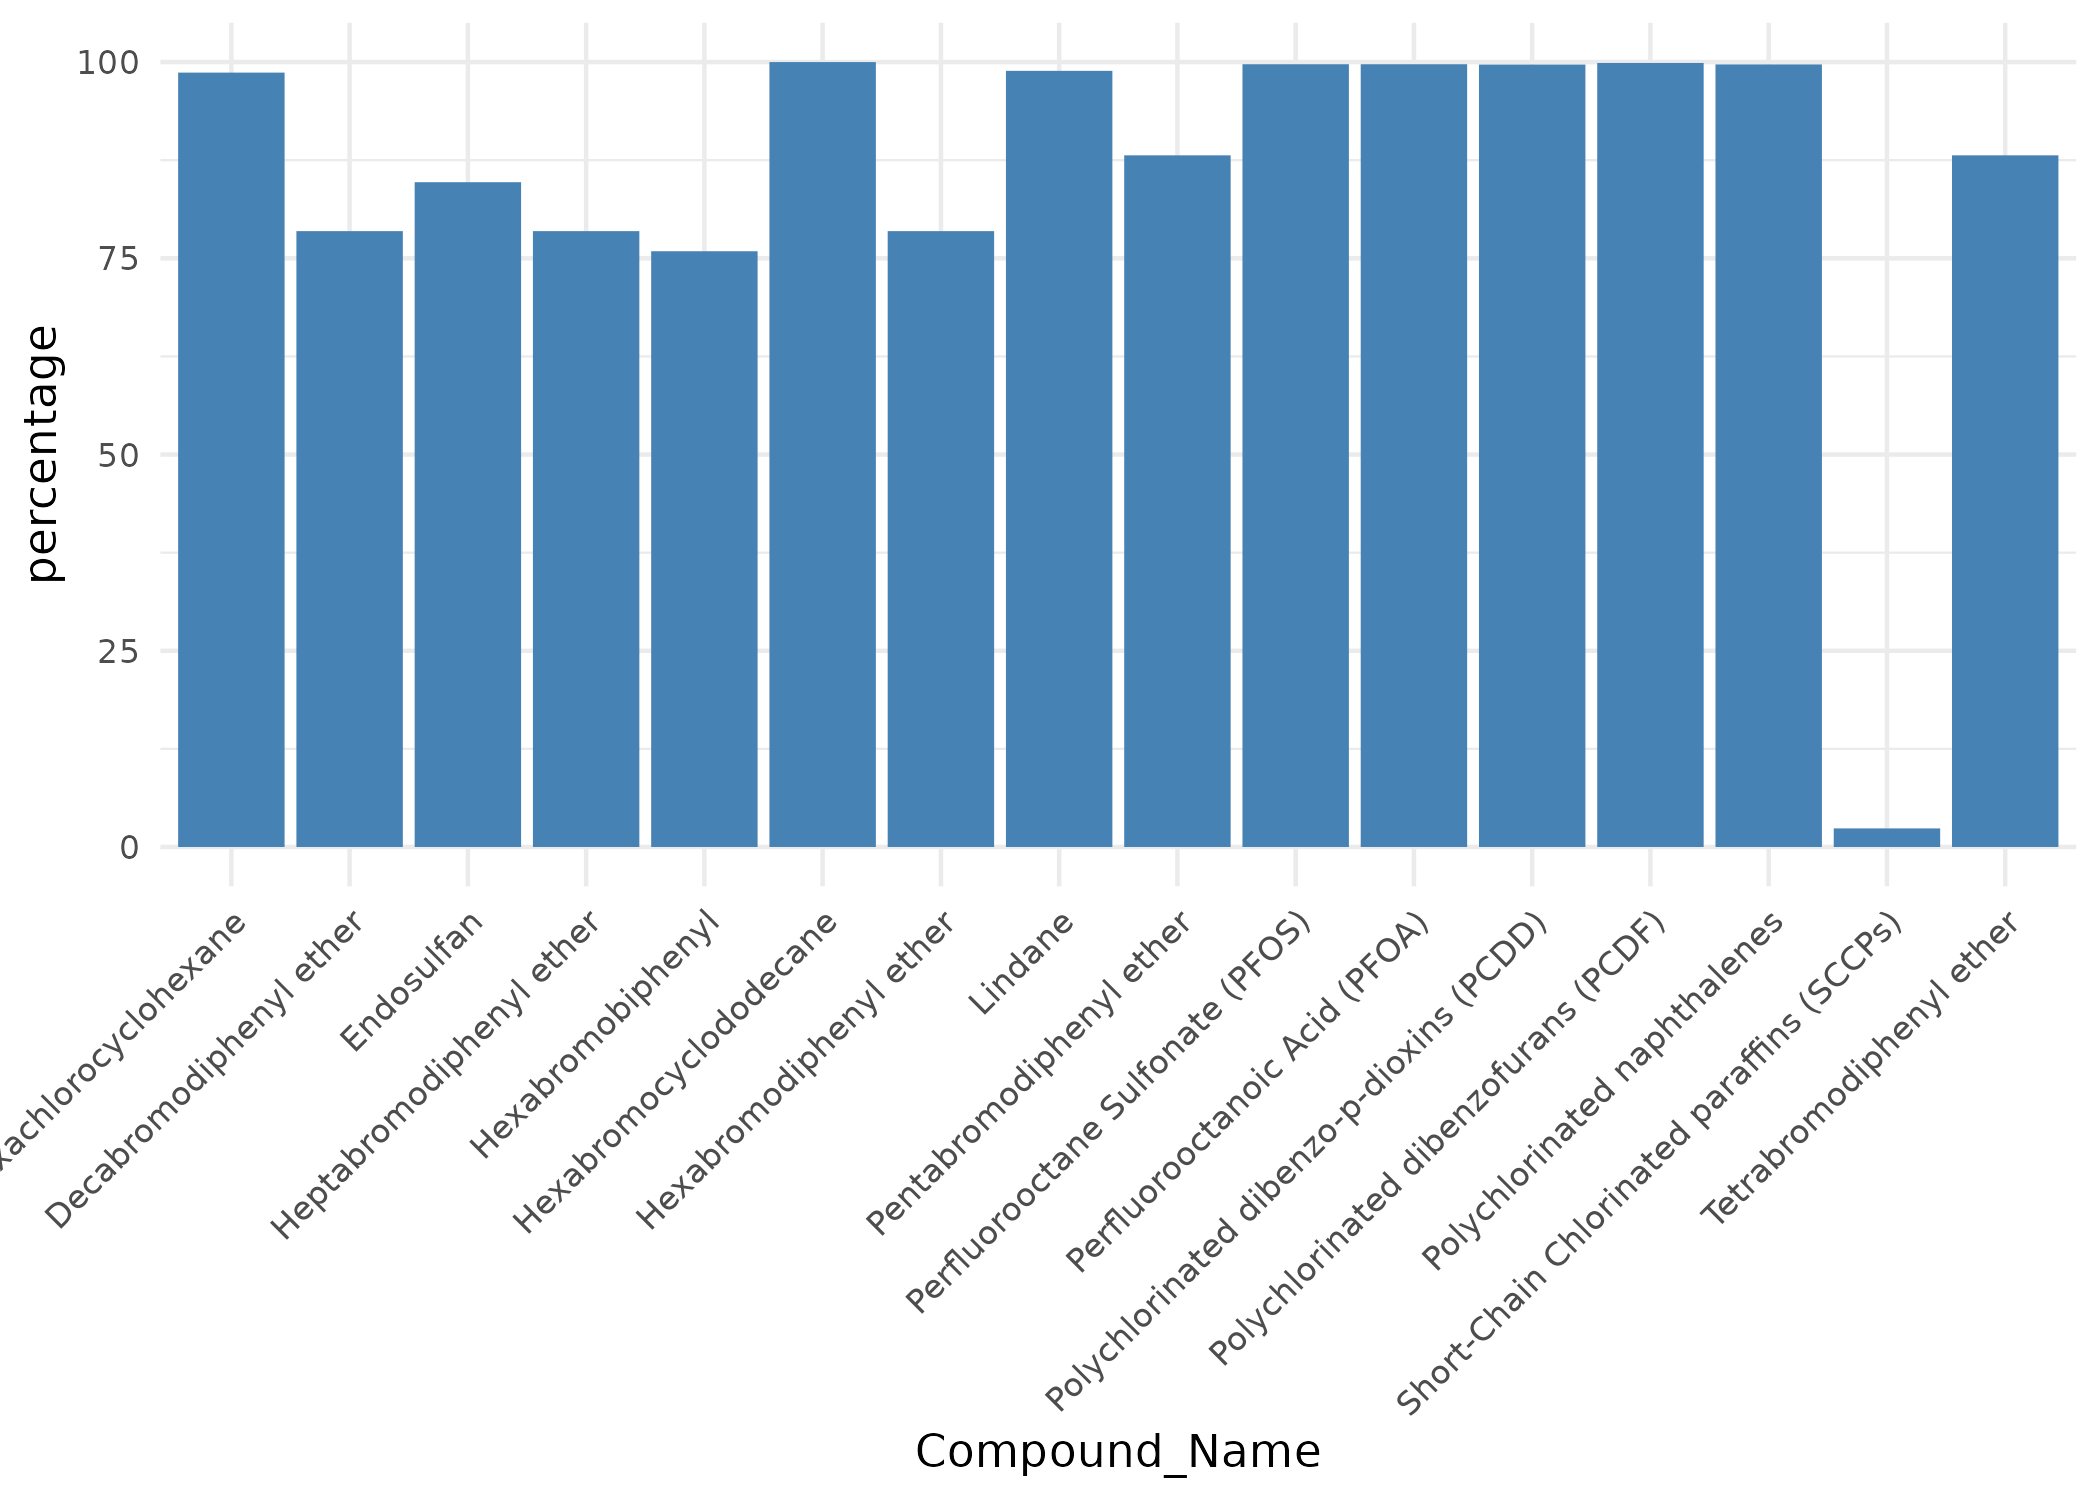 percentage
100
75
50
25
0
xachlorocyclohexane
Decabromodiphenyl ether
Endosulfan
Heptabromodiphenyl ether
Hexabromobiphenyl
Hexabromocyclododecane
Hexabromodiphenyl ether
Lindane
Pentabromodiphenyl ether
Perfluorooctane Sulfonate (PFOS)
Perfluorooctanoic Acid (PFOA)
Polychlorinated dibenzo-p-dioxins (PCDD)
Polychlorinated dibenzofurans (PCDF)
Polychlorinated naphthalenes
Short-Chain Chlorinated paraffins (SCCPs)
Tetrabromodiphenyl ether
Compound_Name